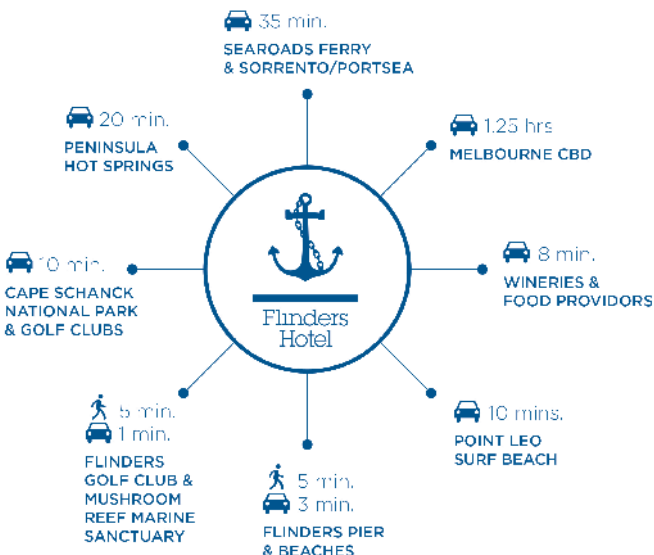 35 min.
SEAROADS FERRY
& SORRENTO/PORTSEA
20 min.
PENINSULA
HOT SPRINGS
1.25 hrs
MELBOURNE CBD
10 min.
CAPE SCHANCK
NATIONAL PARK
& GOLF CLUBS
Flinders
Hotel
8 min.
WINERIES &
FOOD PROVIDORS
5 min.
1 min.
FLINDERS
GOLF CLUB &
MUSHROOM
REEF MARINE
SANCTUARY
5 min.
3 min.
FLINDERS PIER
& BEACHES
10 mins.
POINT LEO
SURF BEACH